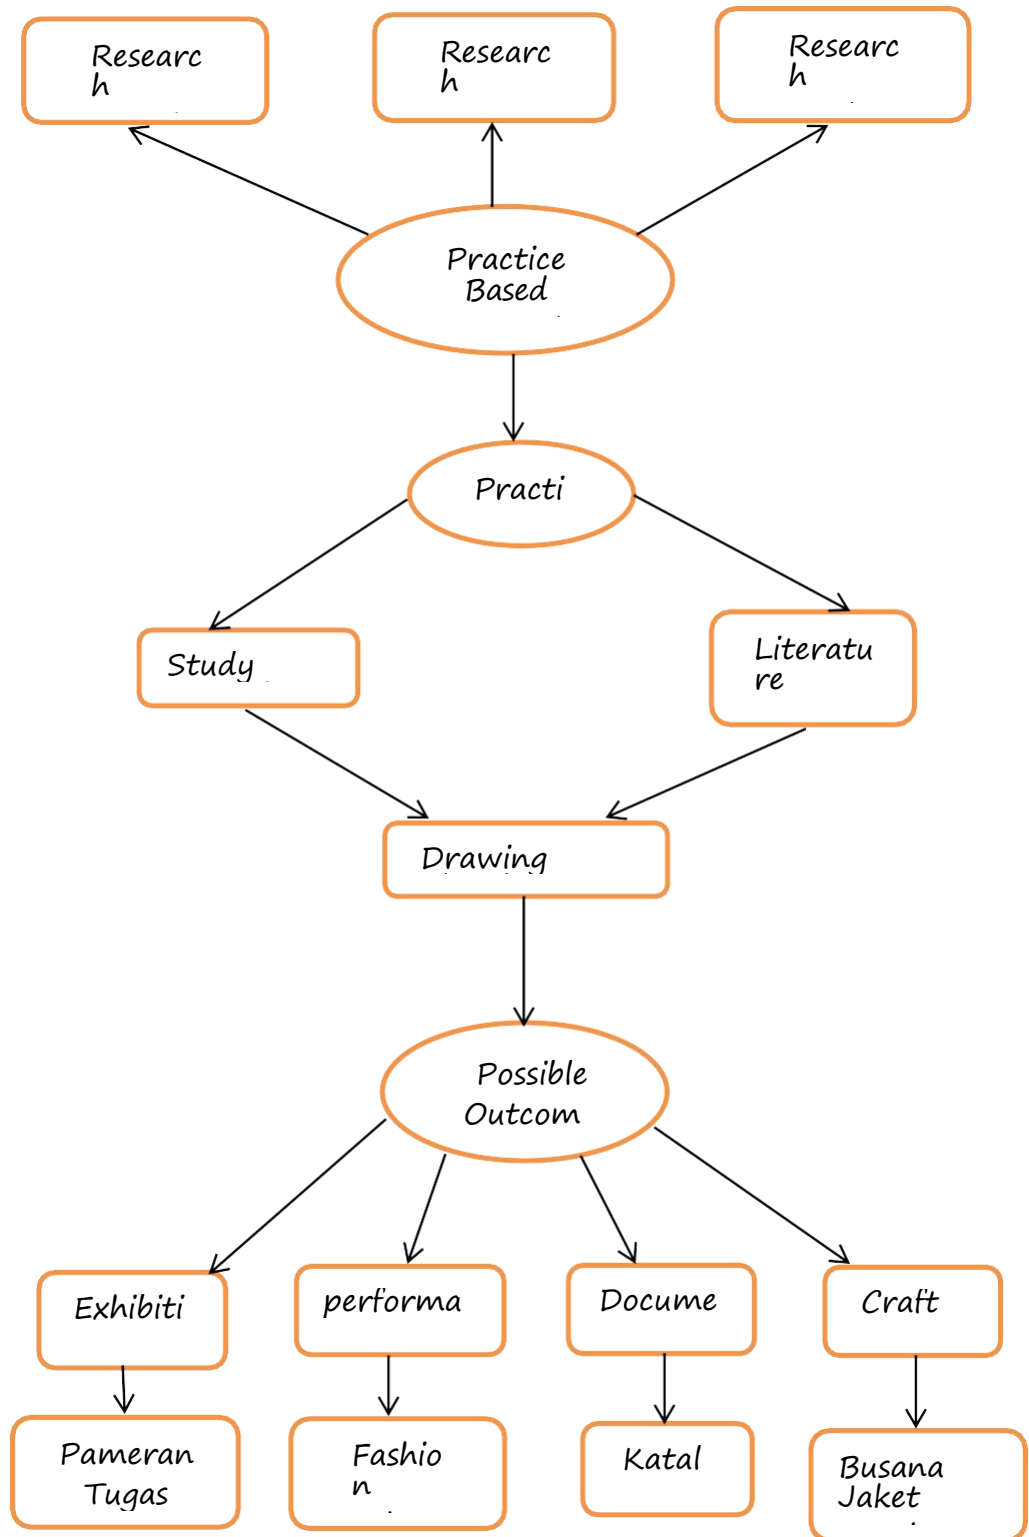 Researc
h
Researc
h
Researc
h
Practice
Based
Practi
Study
Literatu
re
Drawing
Possible
Outcom
Exhibiti
performa
Docume
Craft
Pameran
Tugas
Fashio
n
Katal
Busana
Jaket